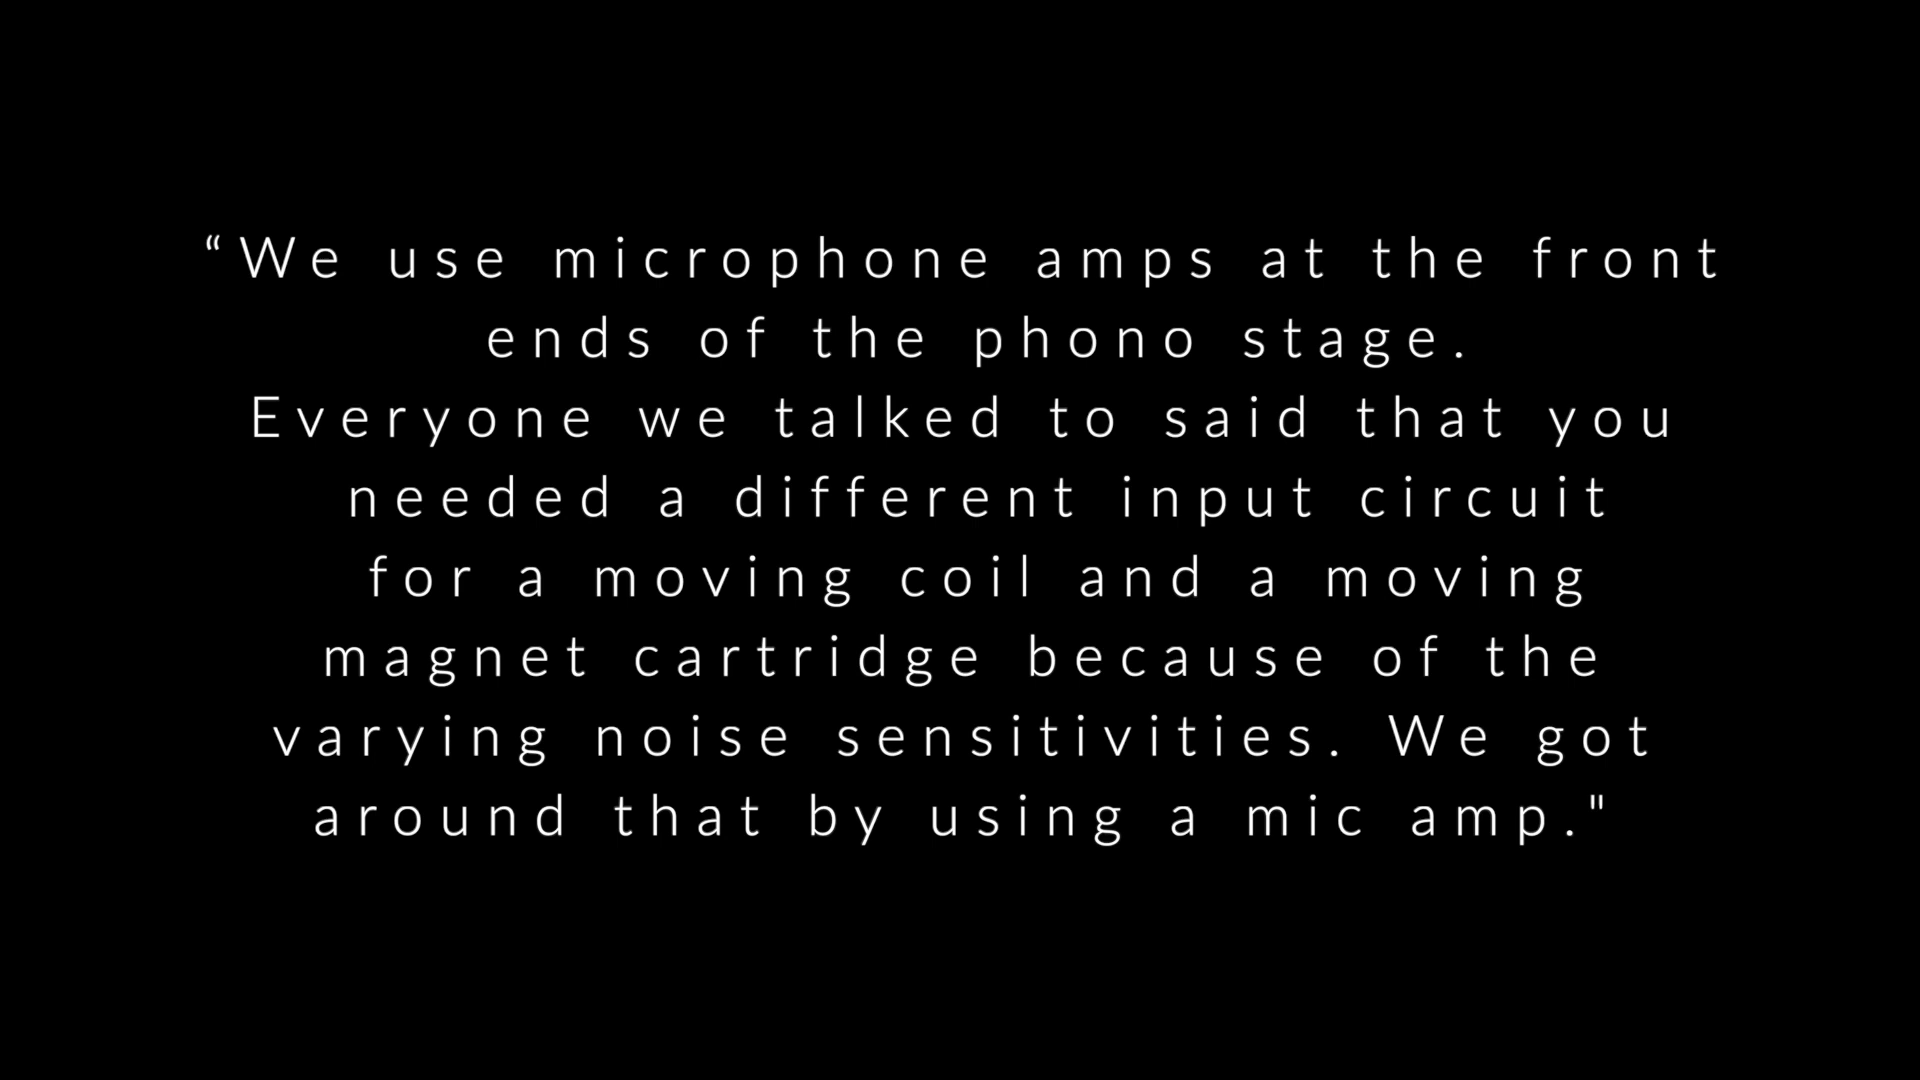 “We use microphone amps at the front
ends of the phono stage.
Everyone we talked to said that you
needed a different input circuit
for a moving coil and a moving
magnet cartridge because of the
varying noise sensitivities. We got
around that by using a mic amp."